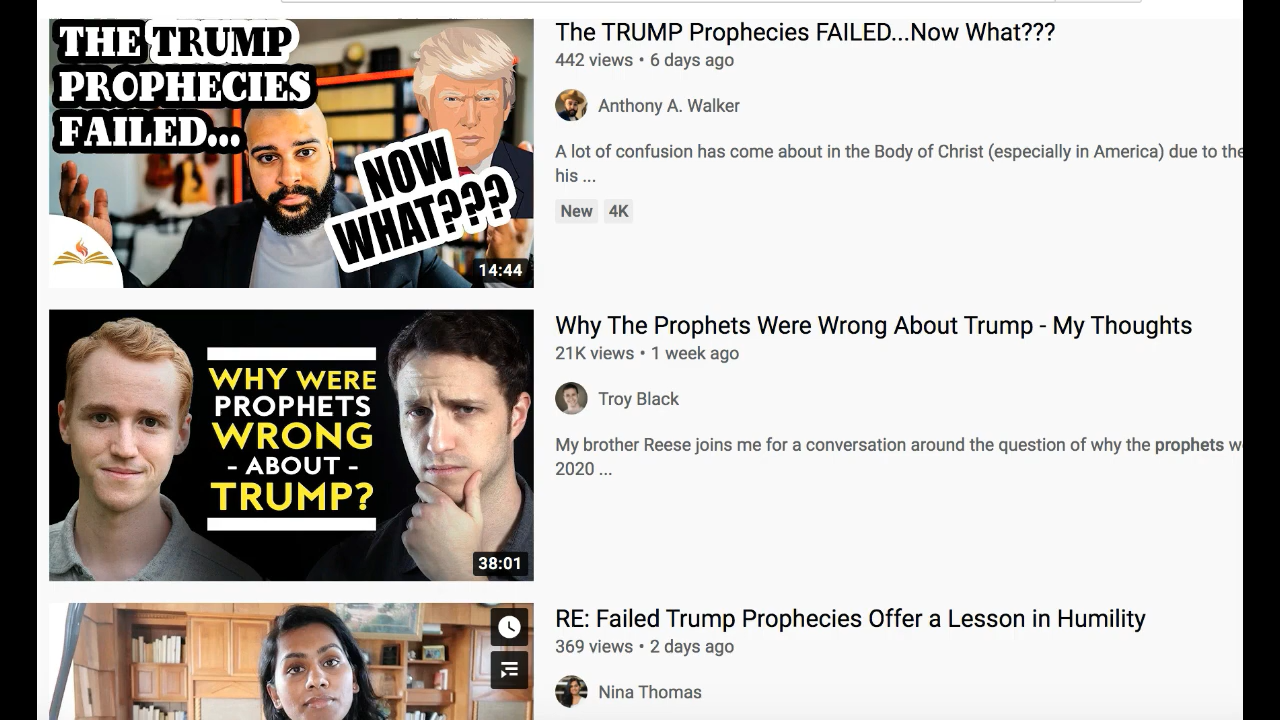 THE TRUMP
PROPHECIES
FAILED...
NOW
WHAT???
14:44
The TRUMP Prophecies FAILED...Now What???
442 views • 6 days ago
Anthony A. Walker
A lot of confusion has come about in the Body of Christ (especially in America) due to the
his ...
New 4K
WHY WERE
PROPHETS
WRONG
- ABOUT -
TRUMP?
38:01
Why The Prophets Were Wrong About Trump - My Thoughts
21K views • 1 week ago
Troy Black
My brother Reese joins me for a conversation around the question of why the prophets w
2020 ...
RE: Failed Trump Prophecies Offer a Lesson in Humility
369 views • 2 days ago
Nina Thomas